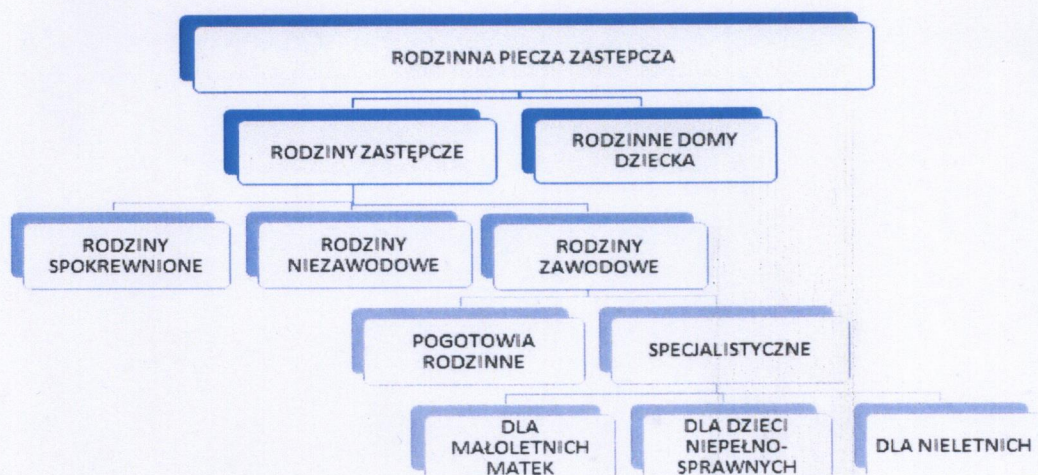 RODZINNA PIECZA ZASTEPCZA
RODZINY ZASTĘPCZE
RODZINNE DOMY
DZIECKA
RODZINY
SPOKREWNIONE
RODZINY
NIEZAWODOWE
RODZINY
ZAWODOWE
POGOTOWIA
RODZINNE
SPECJALISTYCZNE
DLA
MAŁOLETNICH
MATEK
DLA DZIECI
NIEPEŁNO-
SPRAWNYCH
DLA NIELETNICH